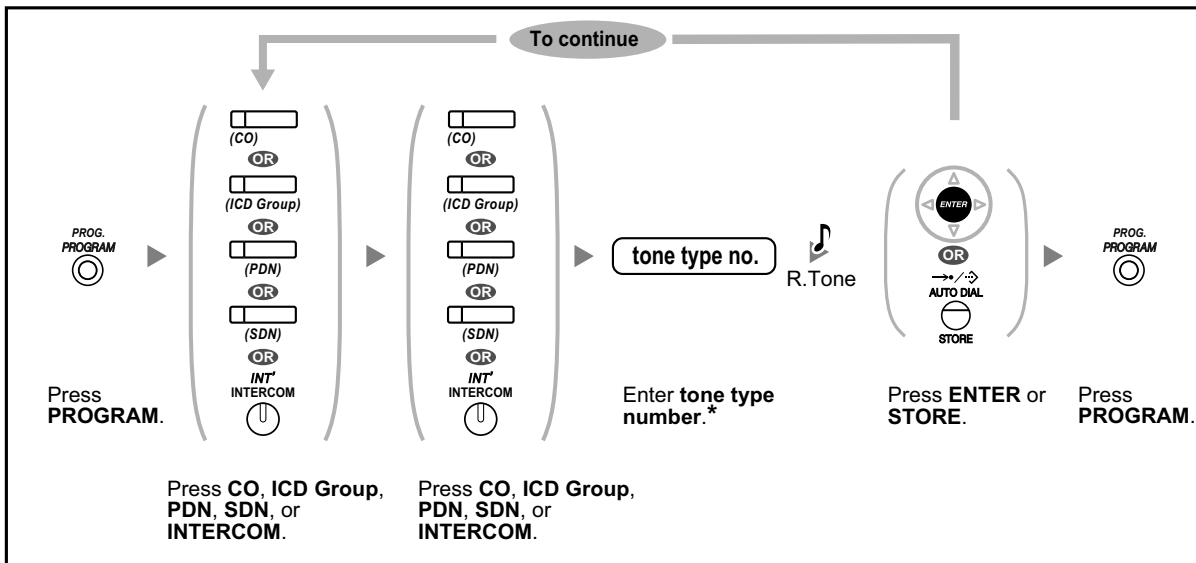 To continue
PROG.
PROGRAM
(CO)
OR
(ICD Group)
OR
(PDN)
OR
(SDN)
OR
INT'
INTERCOM
(CO)
OR
(ICD Group)
OR
(PDN)
OR
(SDN)
OR
INT'
INTERCOM
tone type no.
R.Tone
ENTER
OR
AUTO DIAL
STORE
PROG.
PROGRAM
Press
PROGRAM.
Press CO, ICD Group,
PDN, SDN, or
INTERCOM.
Press CO, ICD Group,
PDN, SDN, or
INTERCOM.
Enter tone type
number.*
Press ENTER or
STORE.
Press
PROGRAM.